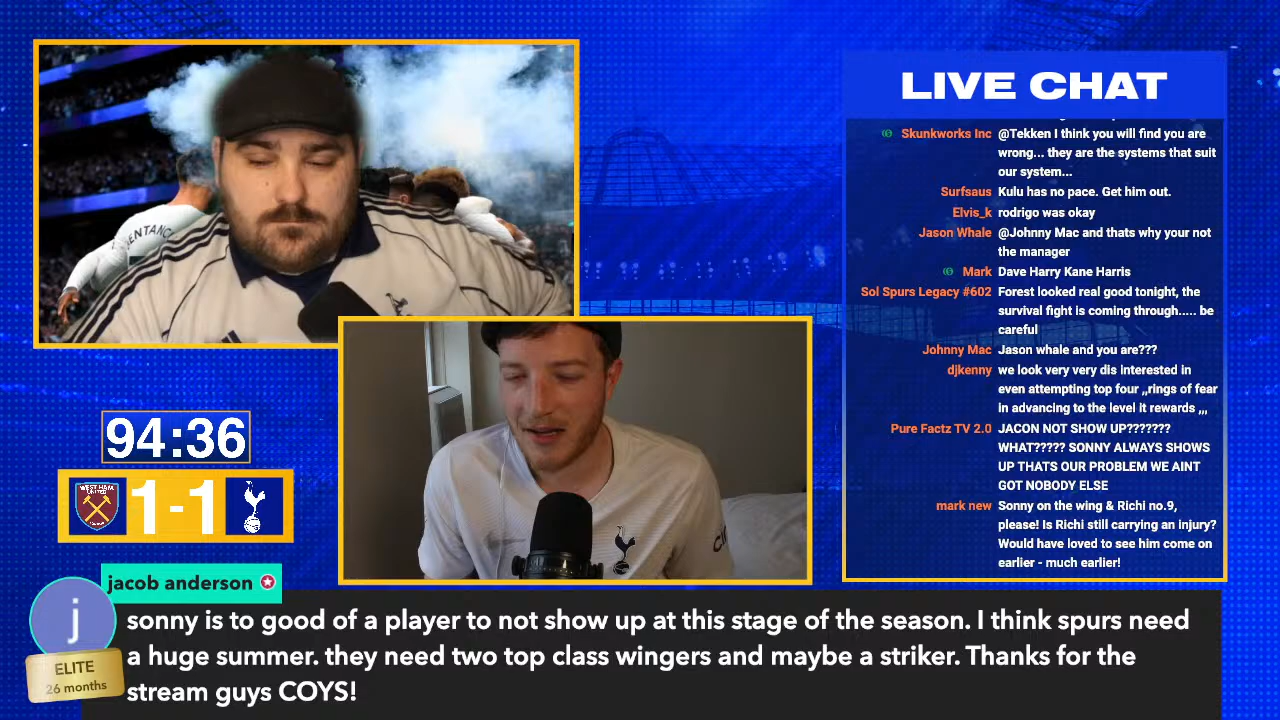 LIVE CHAT
Skunkworks Inc @Tekken I think you will find you are
wrong... they are the systems that suit
our system...
Surfsaus Kulu has no pace. Get him out.
Elvis_k rodrigo was okay
Jason Whale @Johnny Mac and thats why your not
the manager
Mark Dave Harry Kane Harris
Sol Spurs Legacy #602 Forest looked real good tonight, the
survival fight is coming through..... be
careful
Johnny Mac Jason whale and you are???
djkenny we look very very dis interested in
even attempting top four ,,rings of fear
in advancing to the level it rewards ,,,
Pure Factz TV 2.0 JACON NOT SHOW UP???????
WHAT????? SONNY ALWAYS SHOWS
UP THATS OUR PROBLEM WE AINT
GOT NOBODY ELSE
mark new Sonny on the wing & Richi no.9,
please! Is Richi still carrying an injury?
Would have loved to see him come on
earlier - much earlier!
ENTANC
94:36
WEST HAM
UNITED
1-1
jacob anderson
j
ELITE
26 months
sonny is to good of a player to not show up at this stage of the season. I think spurs need
a huge summer. they need two top class wingers and maybe a striker. Thanks for the
stream guys COYS!